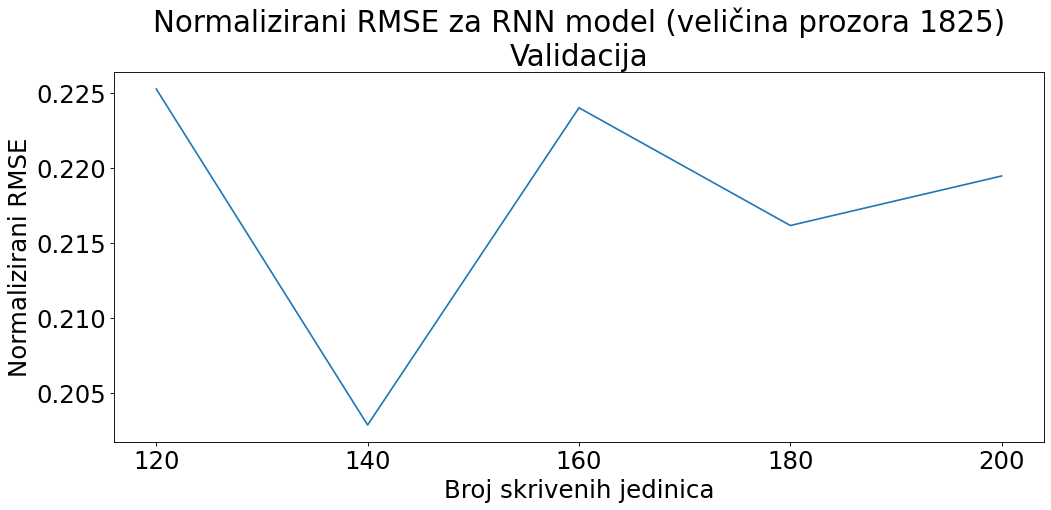 Normalizirani RMSE za RNN model (veličina prozora 1825)
Validacija
Normalizirani RMSE
0.225
0.220
0.215
0.210
0.205
120 140 160 180 200
Broj skrivenih jedinica